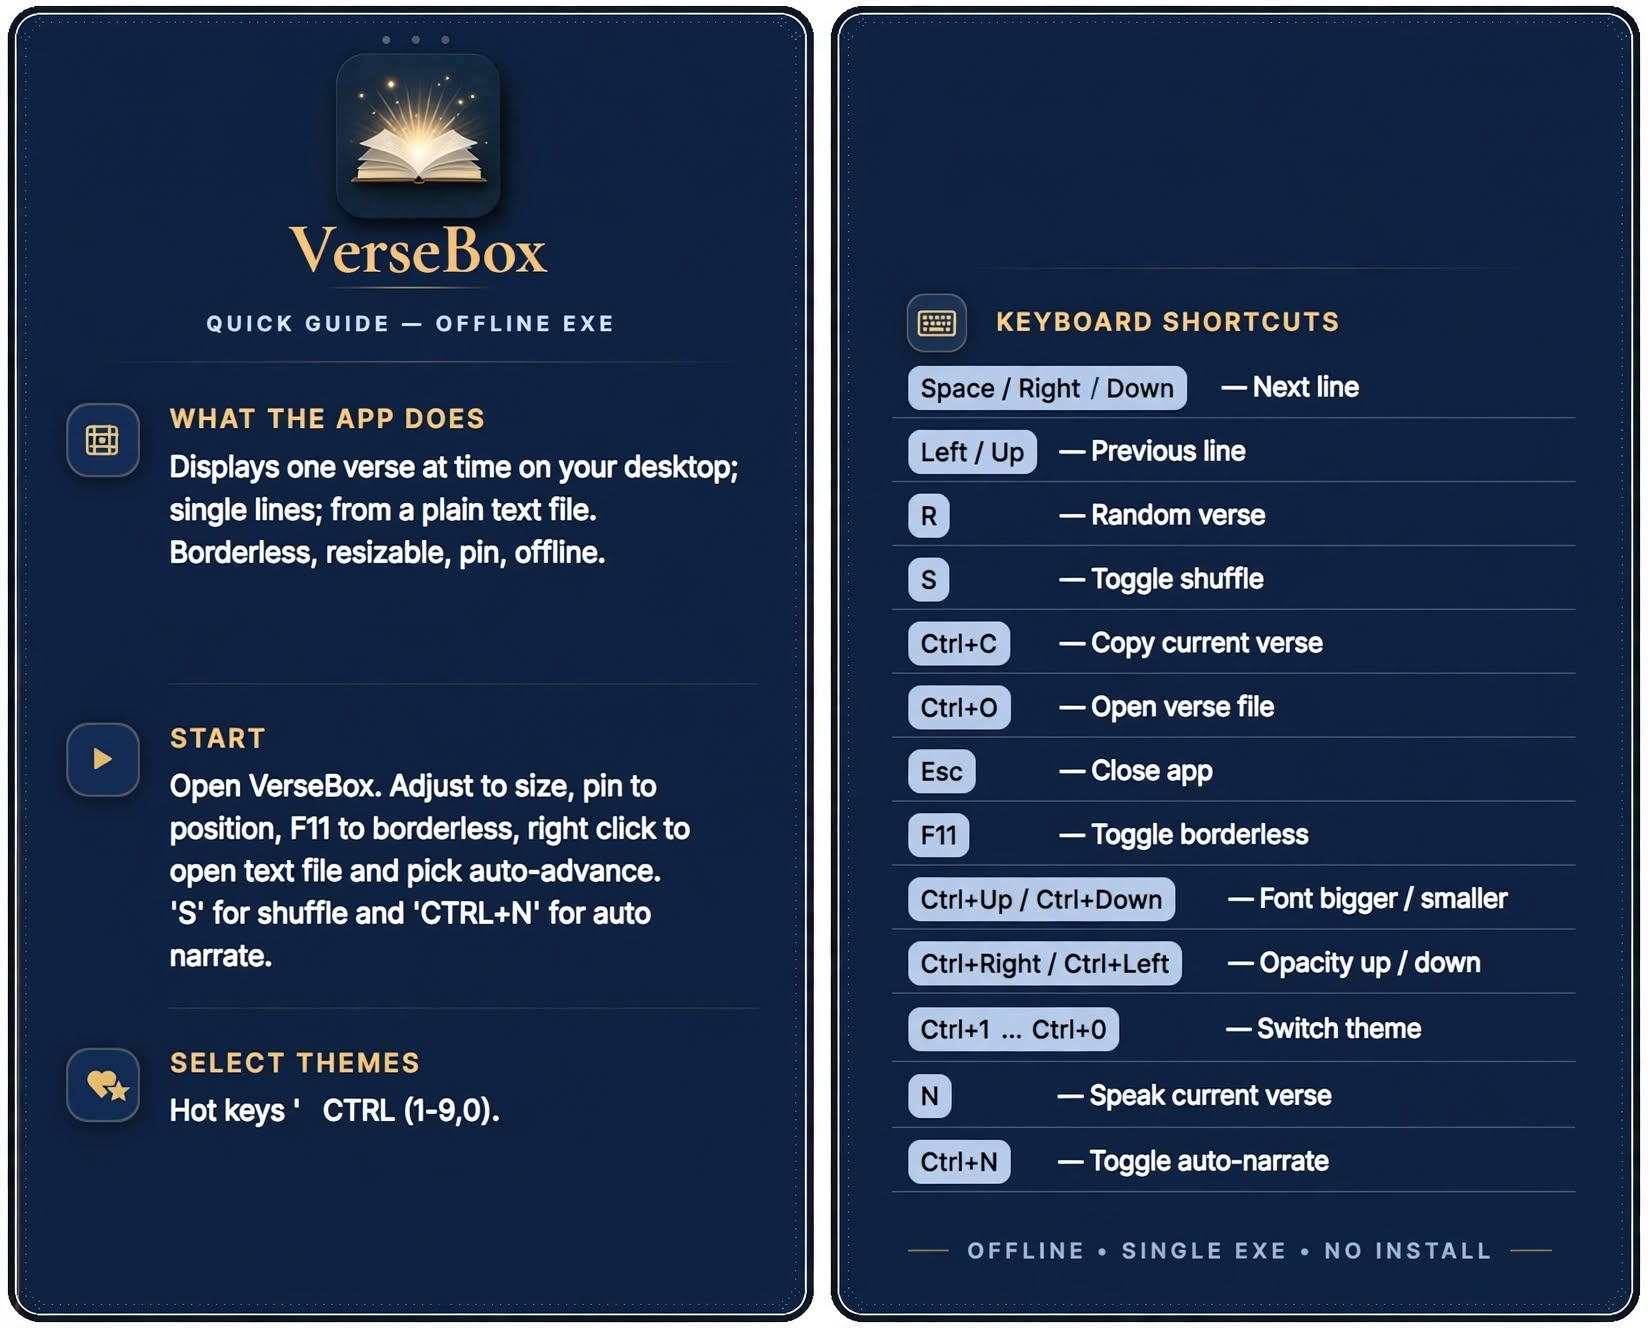 VerseBox
QUICK GUIDE — OFFLINE EXE
WHAT THE APP DOES
Displays one verse at time on your desktop;
single lines; from a plain text file.
Borderless, resizable, pin, offline.
START
Open VerseBox. Adjust to size, pin to
position, F11 to borderless, right click to
open text file and pick auto-advance.
'S' for shuffle and 'CTRL+N' for auto
narrate.
SELECT THEMES
Hot keys '   CTRL (1-9,0).
KEYBOARD SHORTCUTS
Space / Right / Down — Next line
Left / Up — Previous line
R — Random verse
S — Toggle shuffle
Ctrl+C — Copy current verse
Ctrl+O — Open verse file
Esc — Close app
F11 — Toggle borderless
Ctrl+Up / Ctrl+Down — Font bigger / smaller
Ctrl+Right / Ctrl+Left — Opacity up / down
Ctrl+1 ... Ctrl+0 — Switch theme
N — Speak current verse
Ctrl+N — Toggle auto-narrate
— OFFLINE • SINGLE EXE • NO INSTALL —